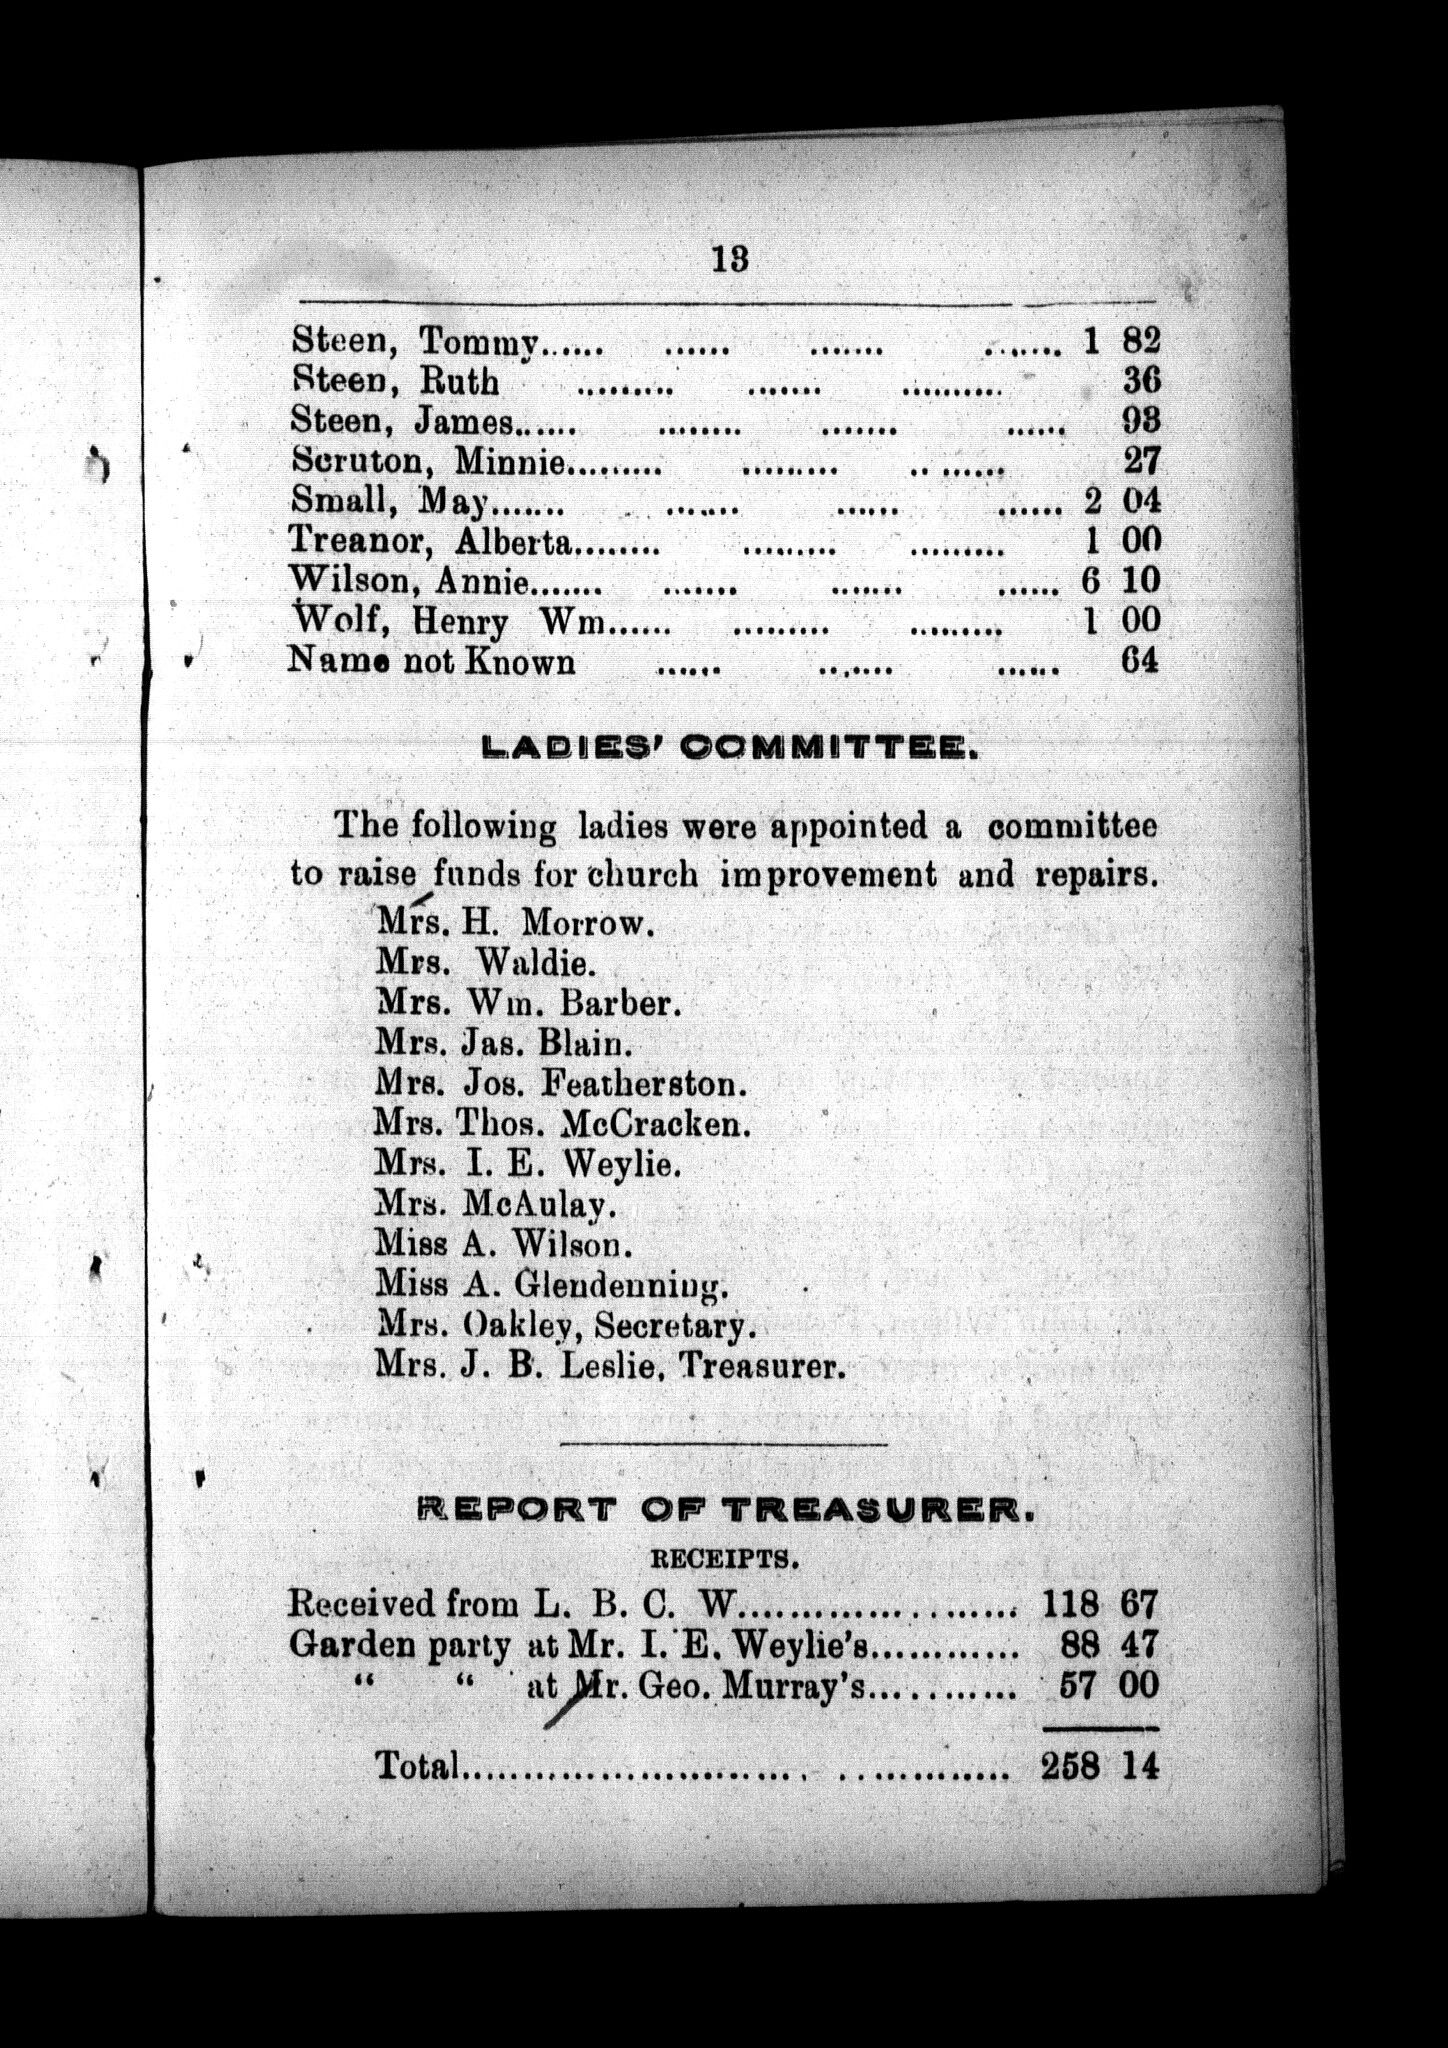 13
Steen, Tommy...... ...... ....... ....... 1 82
Steen, Ruth ......... ....... .......... 36
Steen, James...... ........ ....... ...... 93
Scruton, Minnie......... ......... .. ...... 27
Small, May....... ....... ...... ...... 2 04
Treanor, Alberta........ ......... ......... 1 00
Wilson, Annie....... ....... ....... ...... 6 10
Wolf, Henry Wm...... ......... ......... 1 00
Name not Known ...... ....... ...... 64
LADIES' COMMITTEE.
The following ladies were appointed a committee
to raise funds for church improvement and repairs.
Mrs. H. Morrow.
Mrs. Waldie.
Mrs. Wm. Barber.
Mrs. Jas. Blain.
Mrs. Jos. Featherston.
Mrs. Thos. McCracken.
Mrs. I. E. Weylie.
Mrs. McAulay.
Miss A. Wilson.
Miss A. Glendenning.
Mrs. Oakley, Secretary.
Mrs. J. B. Leslie, Treasurer.
REPORT OF TREASURER.
RECEIPTS.
Received from L. B. C. W..................... 118 67
Garden party at Mr. I. E. Weylie's............ 88 47
“ “ at Mr. Geo. Murray's............ 57 00
Total.......................... . .............. 258 14